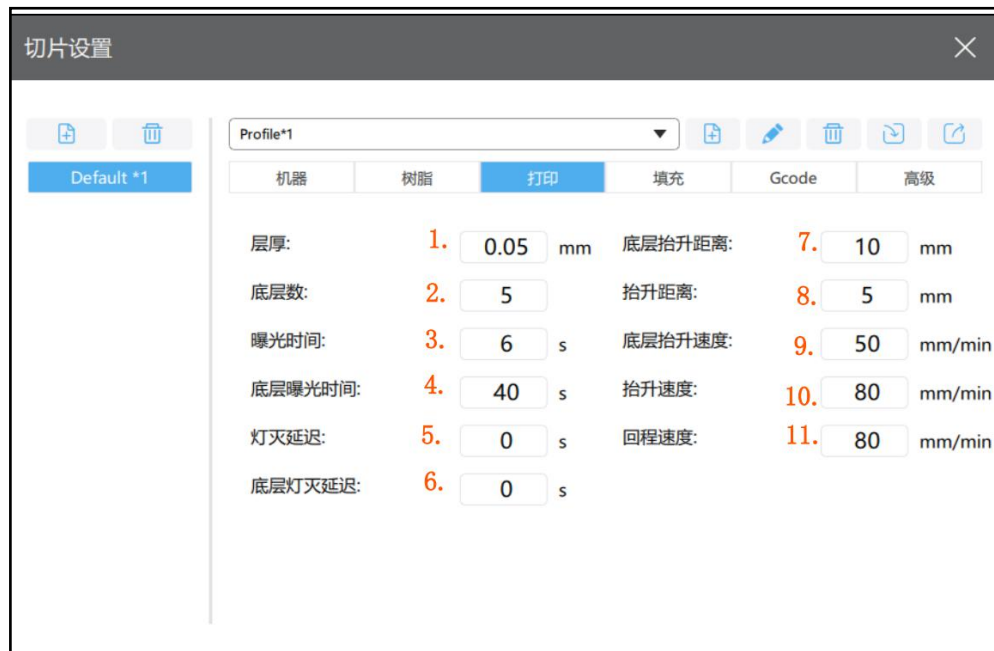 切片设置
Profile*1
Default *1
机器 树脂 打印 填充 Gcode 高级
层厚: 1. 0.05 mm 底层抬升距离: 7. 10 mm
底层数: 2. 5 抬升距离: 8. 5 mm
曝光时间: 3. 6 s 底层抬升速度: 9. 50 mm/min
底层曝光时间: 4. 40 s 抬升速度: 10. 80 mm/min
灯灭延迟: 5. 0 s 回程速度: 11. 80 mm/min
底层灯灭延迟: 6. 0 s